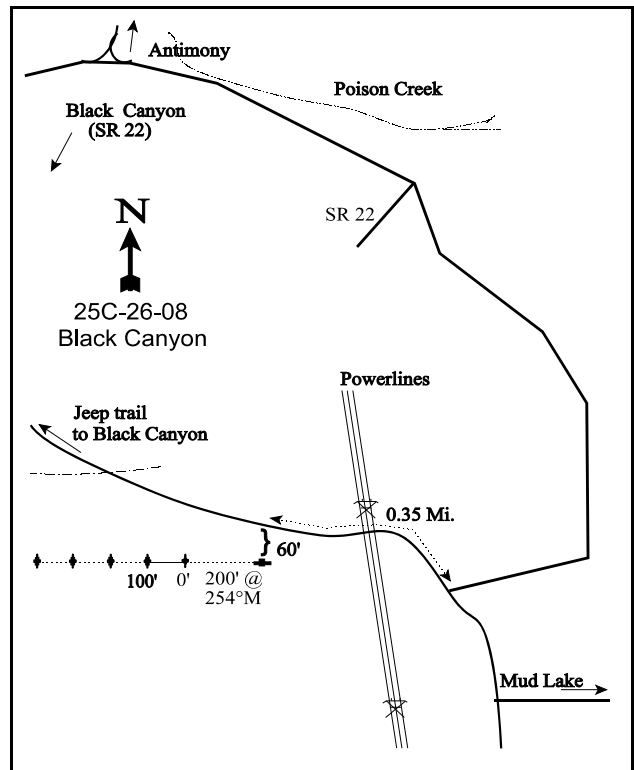 Antimony
Poison Creek
Black Canyon
(SR 22)
N
SR 22
25C-26-08
Black Canyon
Powerlines
Jeep trail
to Black Canyon
0.35 Mi.
60'
100'
0'
200' @
254°M
Mud Lake